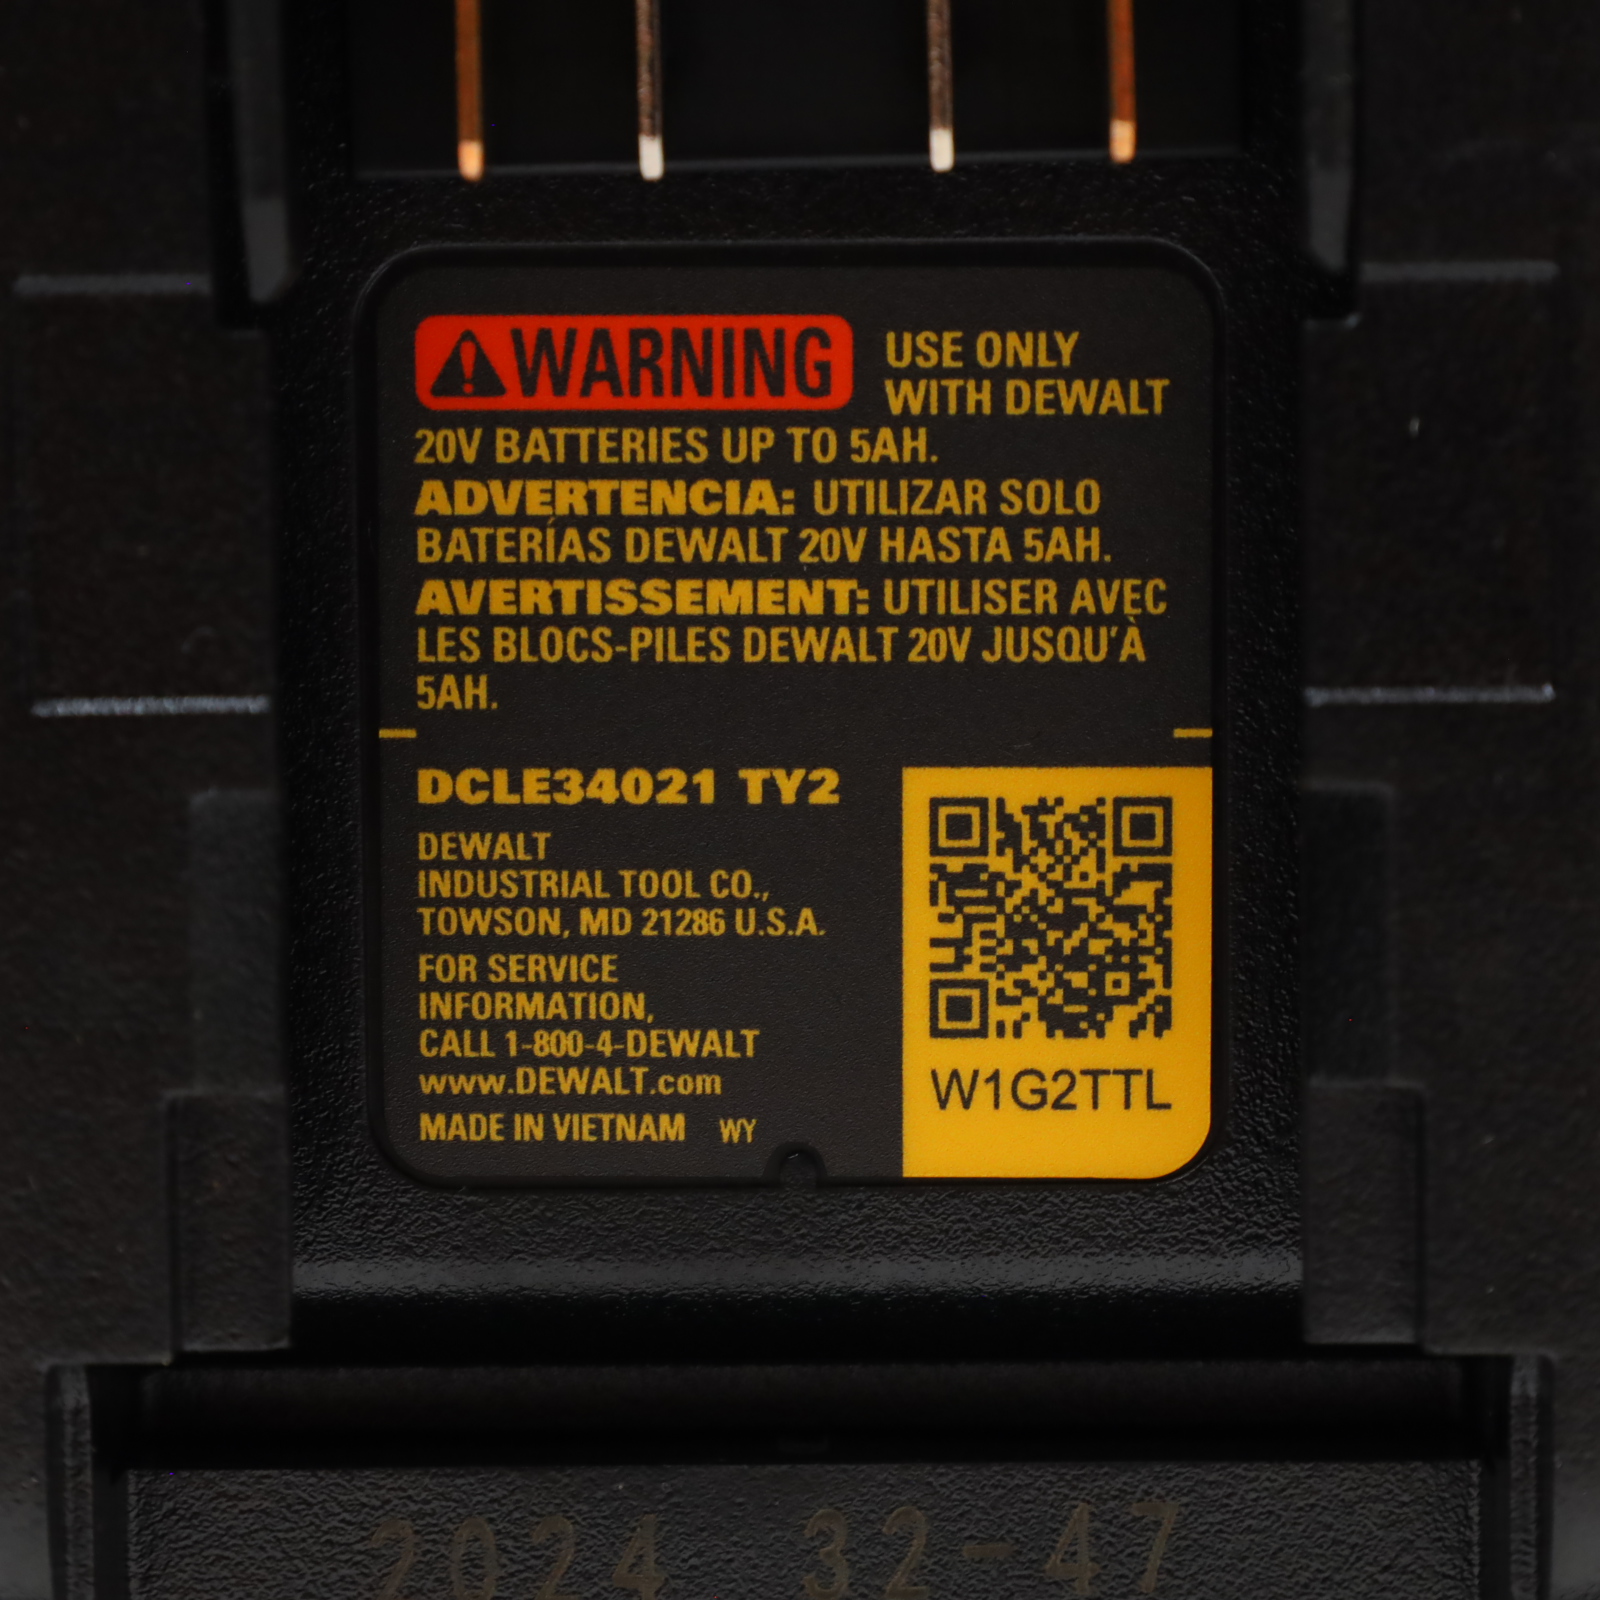 WARNING USE ONLY
WITH DEWALT
20V BATTERIES UP TO 5AH.
ADVERTENCIA: UTILIZAR SOLO
BATERÍAS DEWALT 20V HASTA 5AH.
AVERTISSEMENT: UTILISER AVEC
LES BLOCS-PILES DEWALT 20V JUSQU'À
5AH.
DCLE34021 TY2
DEWALT
INDUSTRIAL TOOL CO.,
TOWSON, MD 21286 U.S.A.
FOR SERVICE
INFORMATION,
CALL 1-800-4-DEWALT
www.DEWALT.com
MADE IN VIETNAM WY
W1G2TTL
2024 32-47